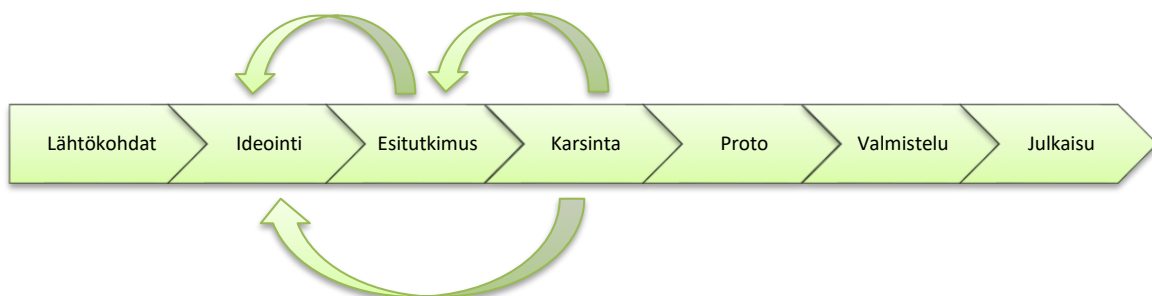 Lähtökohdat
Ideointi
Esitutkimus
Karsinta
Proto
Valmistelu
Julkaisu